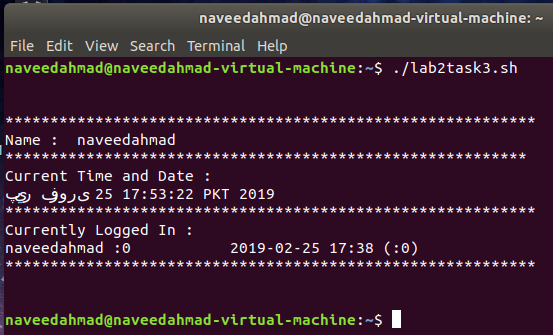 naveedahmad@naveedahmad-virtual-machine: ~
File Edit View Search Terminal Help
naveedahmad@naveedahmad-virtual-machine:~$ ./lab2task3.sh
***********************************************************
Name :  naveedahmad
**********************************************************
Current Time and Date :
پیر فروری 25 17:53:22 PKT 2019
***********************************************************
Currently Logged In :
naveedahmad :0           2019-02-25 17:38 (:0)
***********************************************************
naveedahmad@naveedahmad-virtual-machine:~$